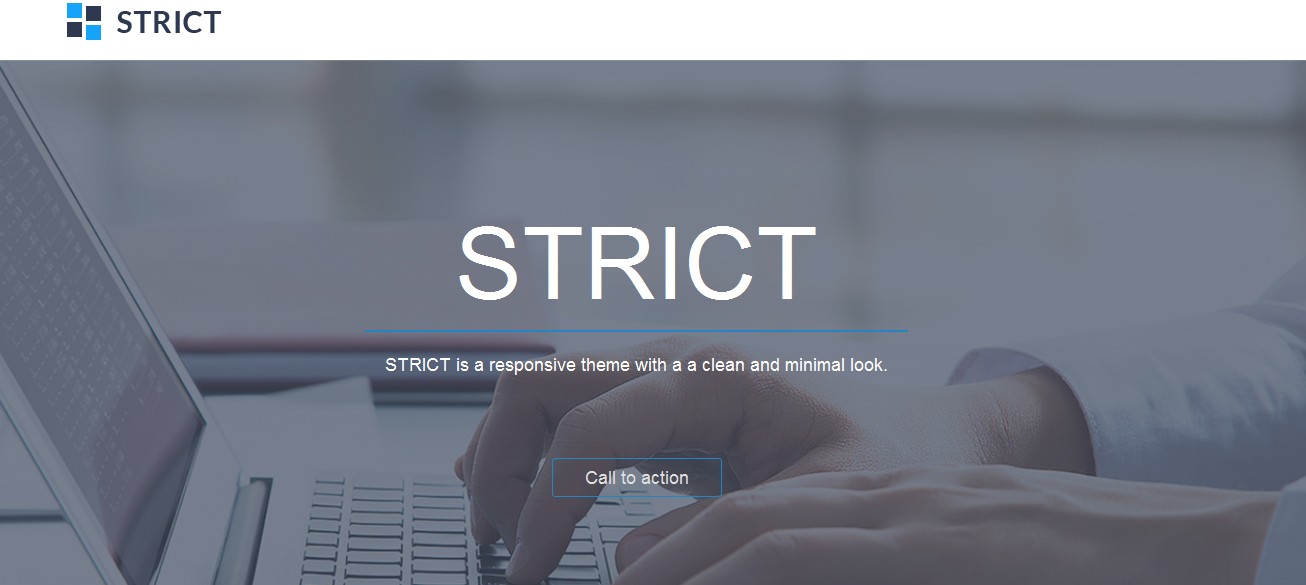 STRICT
STRICT
STRICT is a responsive theme with a a clean and minimal look.
Call to action